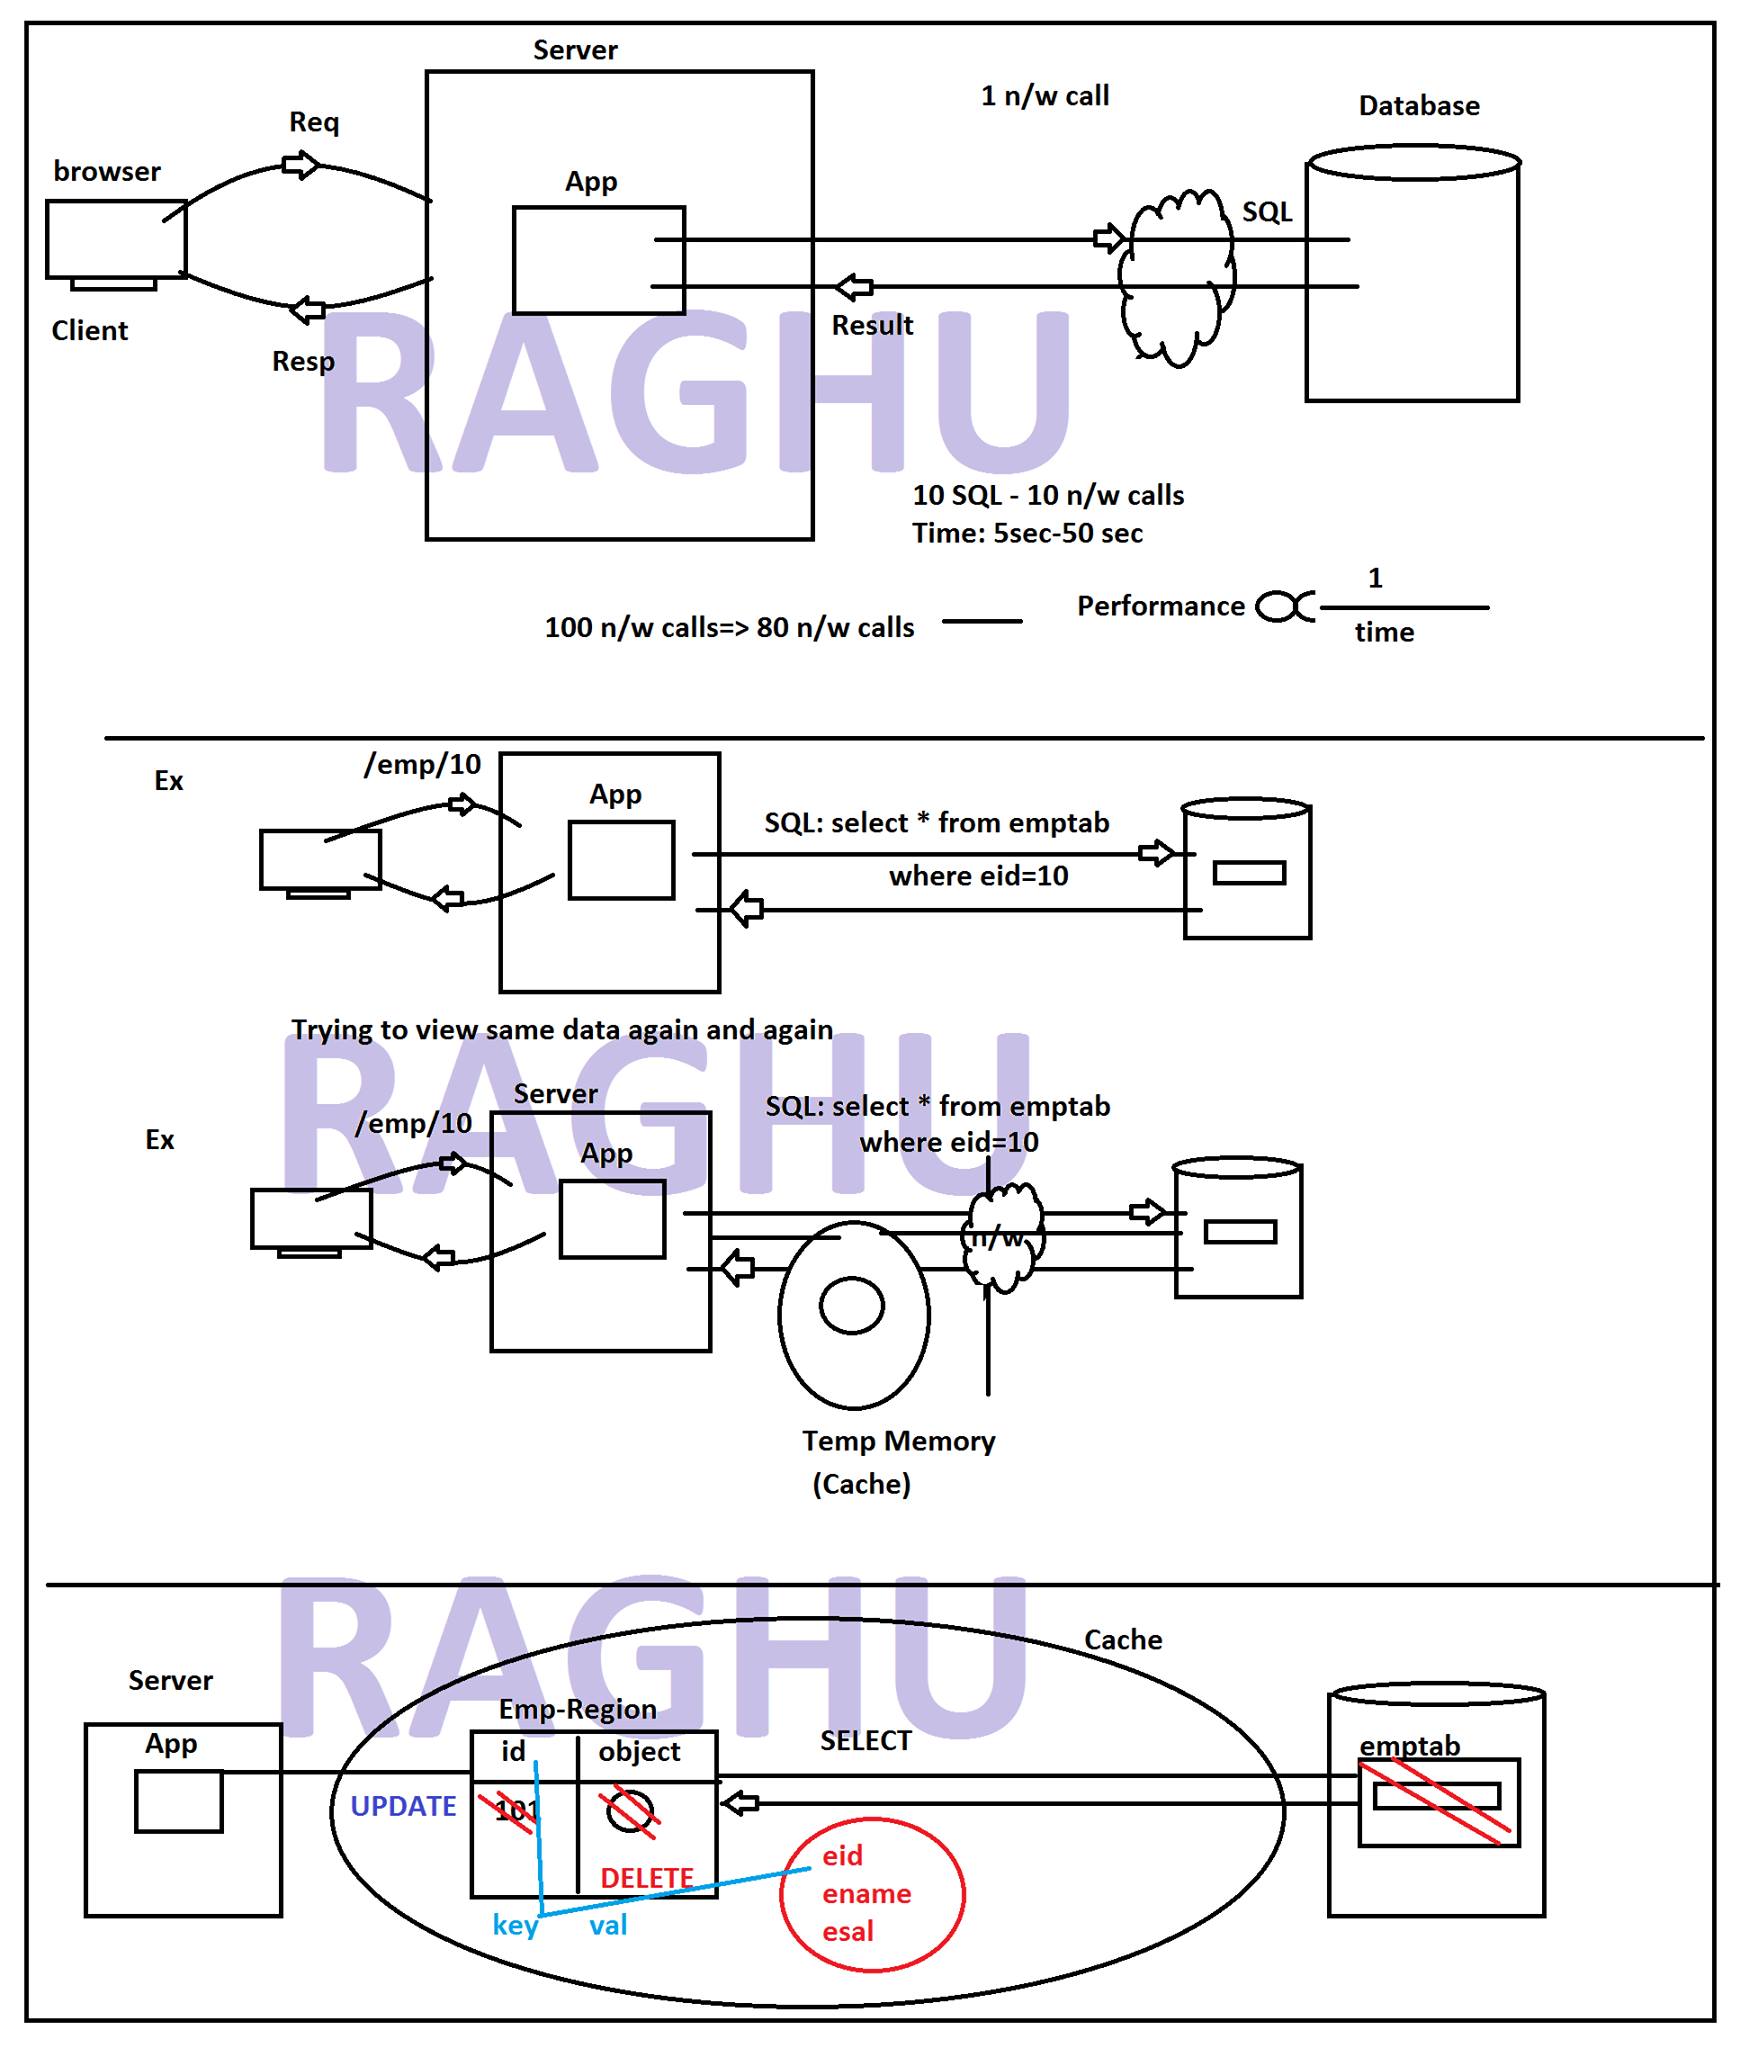 Server
1 n/w call
Database
Req
browser
App
SQL
Client
Result
Resp
RAGHU
10 SQL - 10 n/w calls
Time: 5sec-50 sec
1
Performance
100 n/w calls=> 80 n/w calls
time
Ex
/emp/10
App
SQL: select * from emptab
where eid=10
Trying to view same data again and again
RAGHU
Server
SQL: select * from emptab
/emp/10
where eid=10
Ex
App
n/w
Temp Memory
(Cache)
RAGHU
Cache
Server
Emp-Region
App
id object
SELECT
emptab
UPDATE
101
eid
DELETE
ename
key val
esal